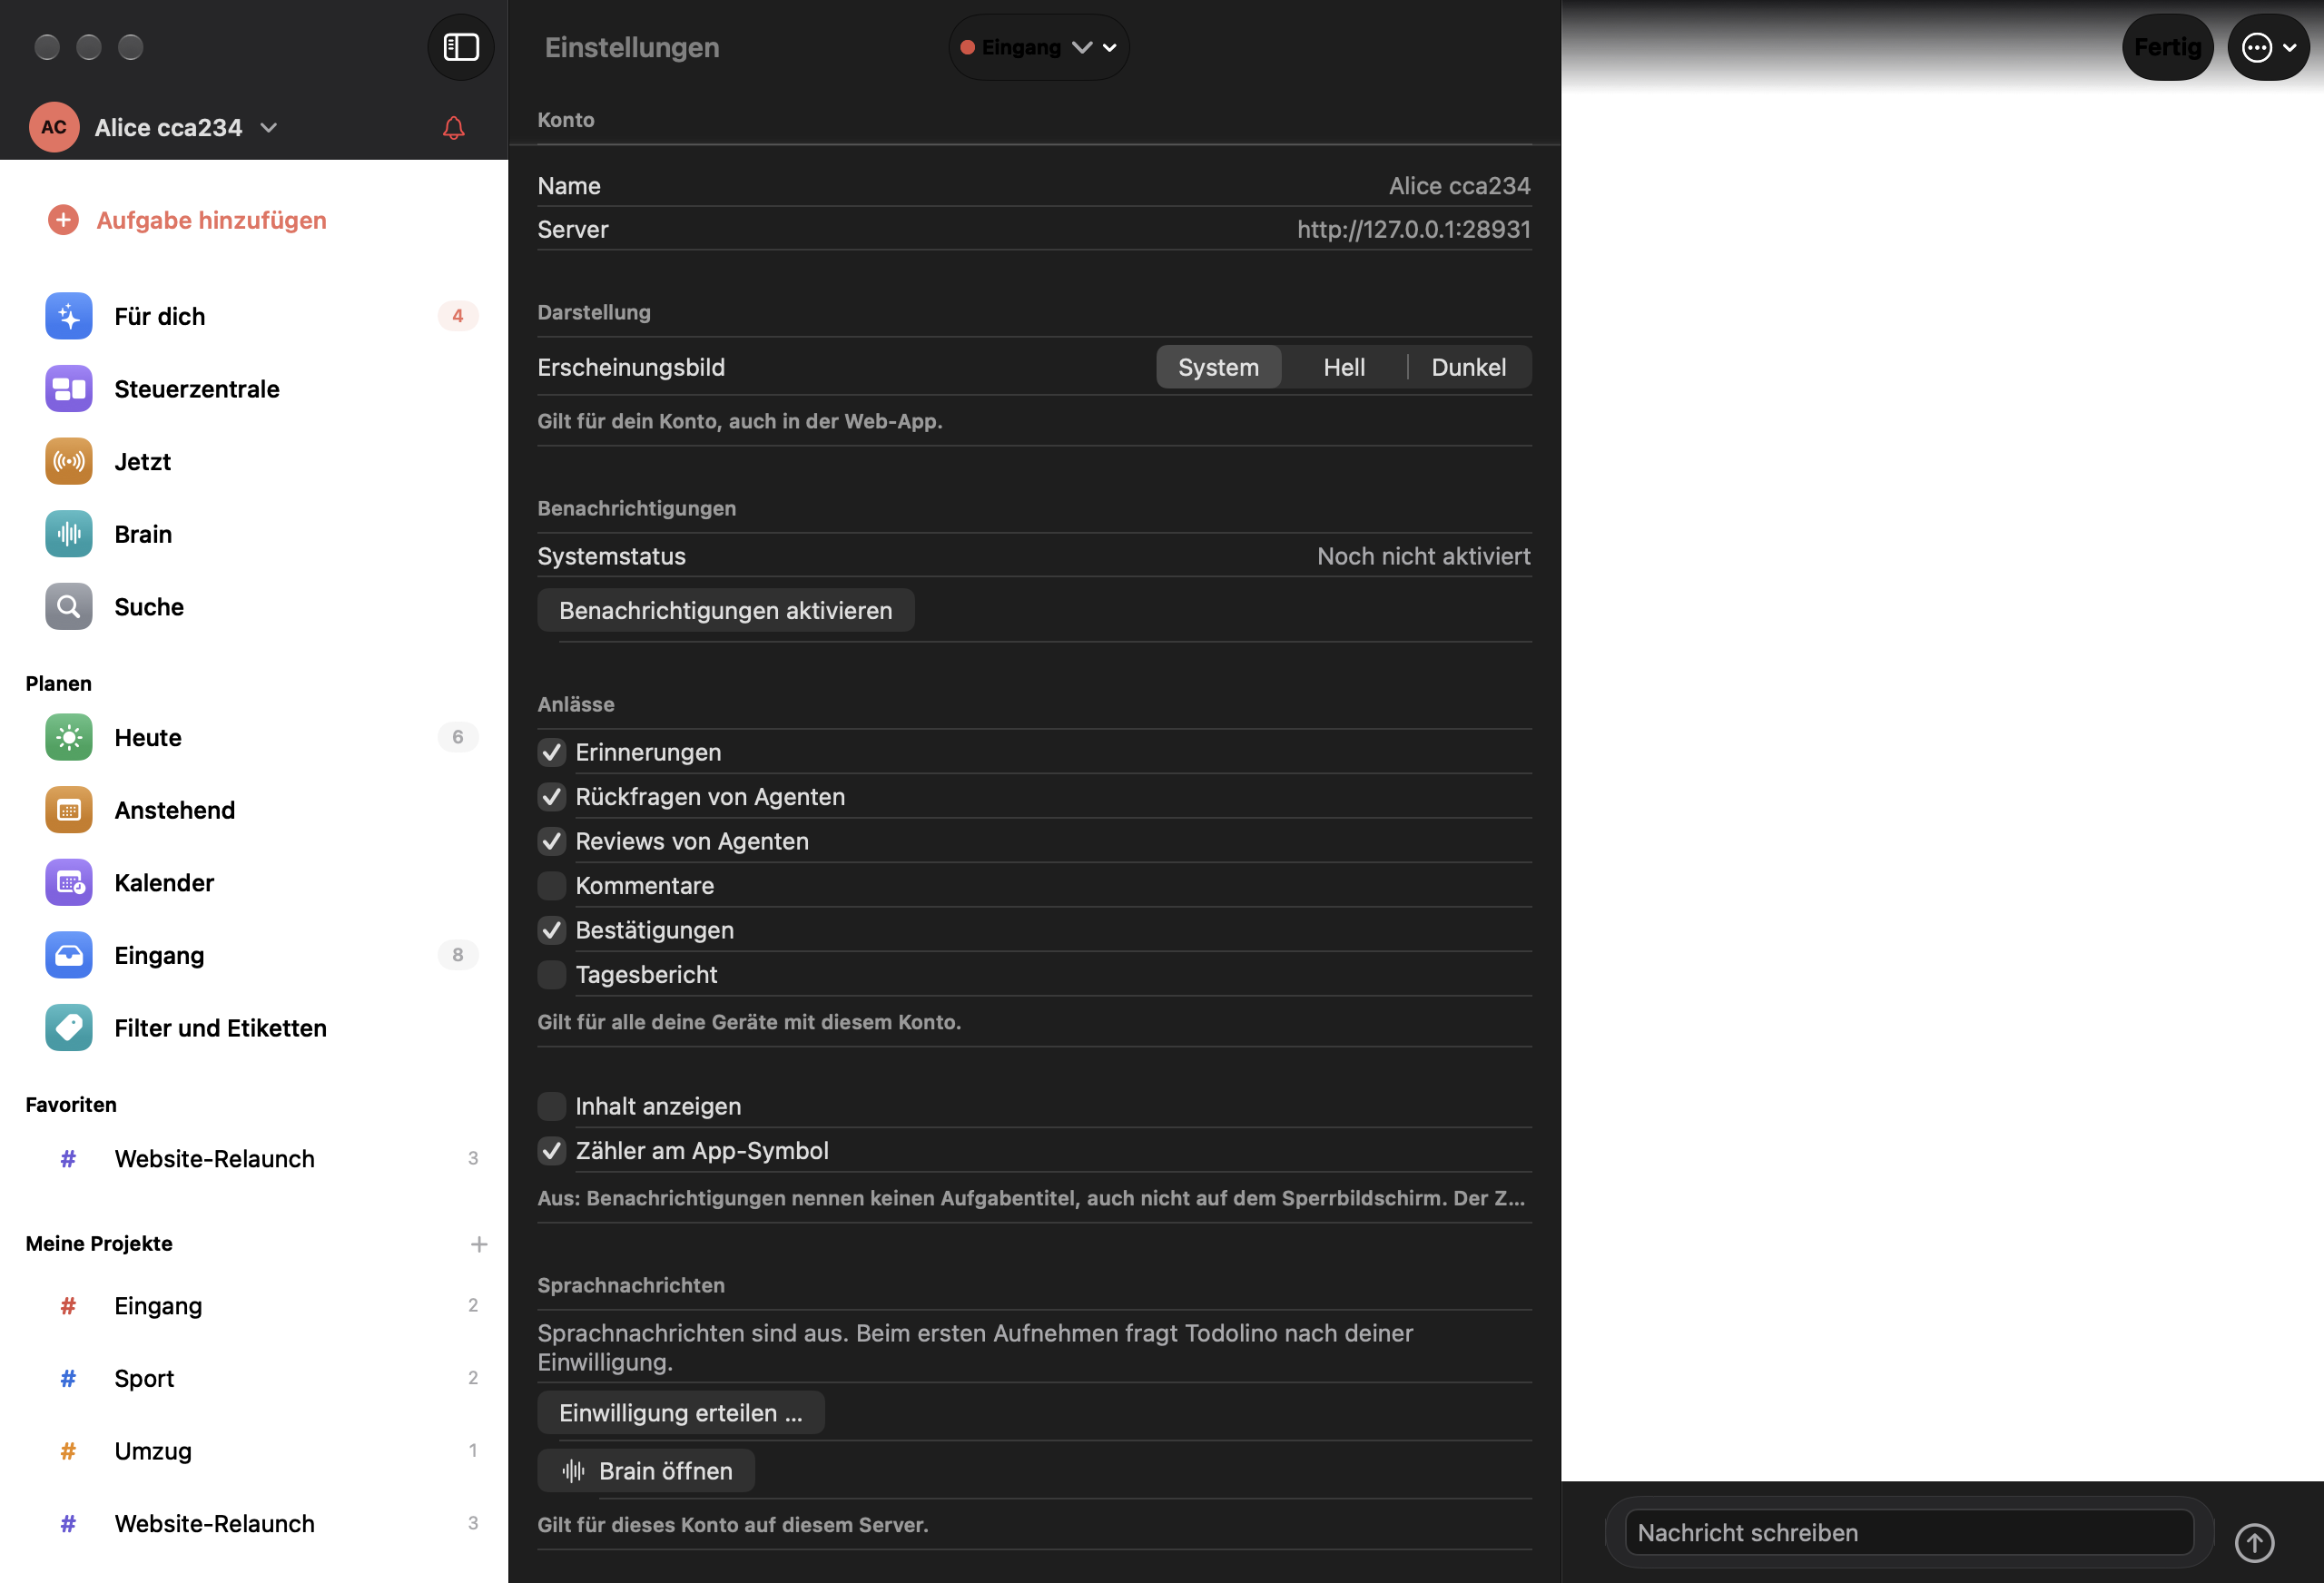 AC Alice cca234
Aufgabe hinzufügen
Für dich 4
Steuerzentrale
Jetzt
Brain
Suche
Planen
Heute 6
Anstehend
Kalender
Eingang 8
Filter und Etiketten
Favoriten
# Website-Relaunch 3
Meine Projekte
# Eingang 2
# Sport 2
# Umzug 1
# Website-Relaunch 3
Einstellungen
Eingang
Konto
Name Alice cca234
Server http://127.0.0.1:28931
Darstellung
Erscheinungsbild System Hell Dunkel
Gilt für dein Konto, auch in der Web-App.
Benachrichtigungen
Systemstatus Noch nicht aktiviert
Benachrichtigungen aktivieren
Anlässe
Erinnerungen
Rückfragen von Agenten
Reviews von Agenten
Kommentare
Bestätigungen
Tagesbericht
Gilt für alle deine Geräte mit diesem Konto.
Inhalt anzeigen
Zähler am App-Symbol
Aus: Benachrichtigungen nennen keinen Aufgabentitel, auch nicht auf dem Sperrbildschirm. Der Z...
Sprachnachrichten
Sprachnachrichten sind aus. Beim ersten Aufnehmen fragt Todolino nach deiner
Einwilligung.
Einwilligung erteilen ...
Brain öffnen
Gilt für dieses Konto auf diesem Server.
Fertig
Nachricht schreiben